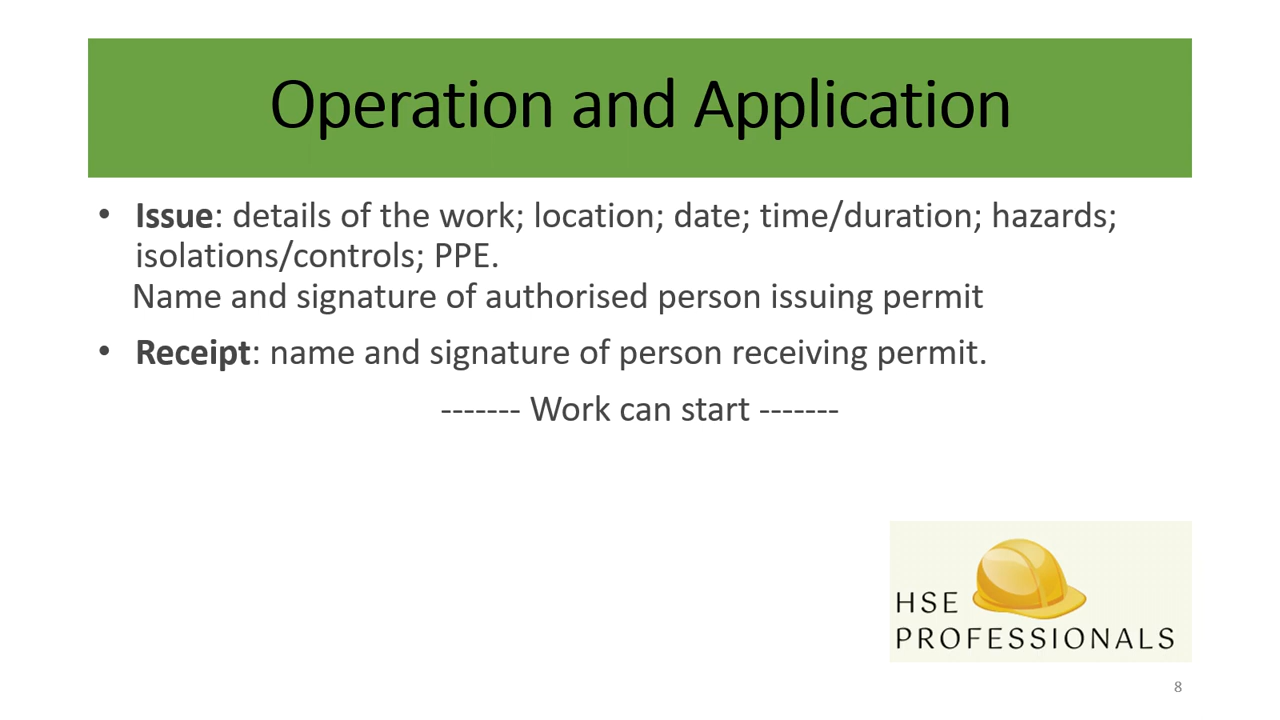 Operation and Application
• Issue: details of the work; location; date; time/duration; hazards;
isolations/controls; PPE.
Name and signature of authorised person issuing permit
• Receipt: name and signature of person receiving permit.
------- Work can start -------
HSE
PROFESSIONALS
8